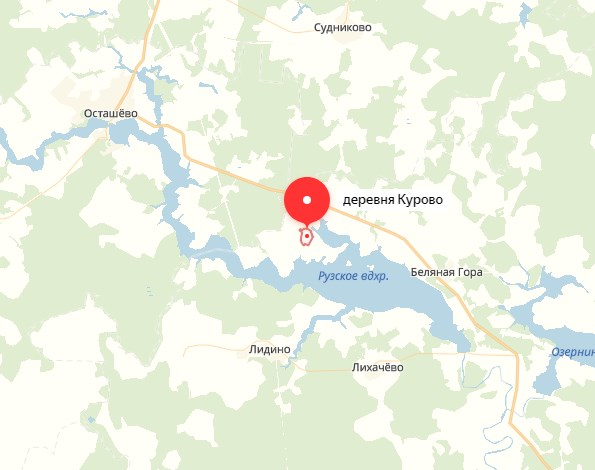 Судниково
Осташёво
деревня Курово
Беляная Гора
Рузское вдхр.
Лидино
Озернин
Лихачёво